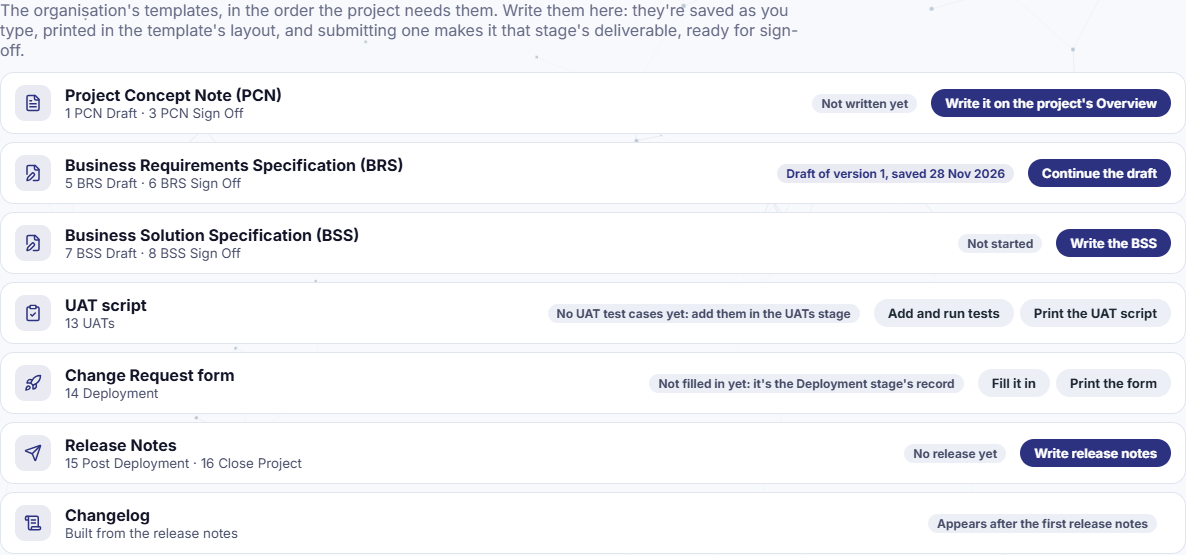 The organisation's templates, in the order the project needs them. Write them here: they're saved as you
type, printed in the template's layout, and submitting one makes it that stage's deliverable, ready for sign-
off.
Project Concept Note (PCN)
1 PCN Draft · 3 PCN Sign Off
Not written yet
Write it on the project's Overview
Business Requirements Specification (BRS)
5 BRS Draft · 6 BRS Sign Off
Draft of version 1, saved 28 Nov 2026
Continue the draft
Business Solution Specification (BSS)
7 BSS Draft · 8 BSS Sign Off
Not started
Write the BSS
UAT script
13 UATs
No UAT test cases yet: add them in the UATs stage
Add and run tests
Print the UAT script
Change Request form
14 Deployment
Not filled in yet: it's the Deployment stage's record
Fill it in
Print the form
Release Notes
15 Post Deployment · 16 Close Project
No release yet
Write release notes
Changelog
Built from the release notes
Appears after the first release notes